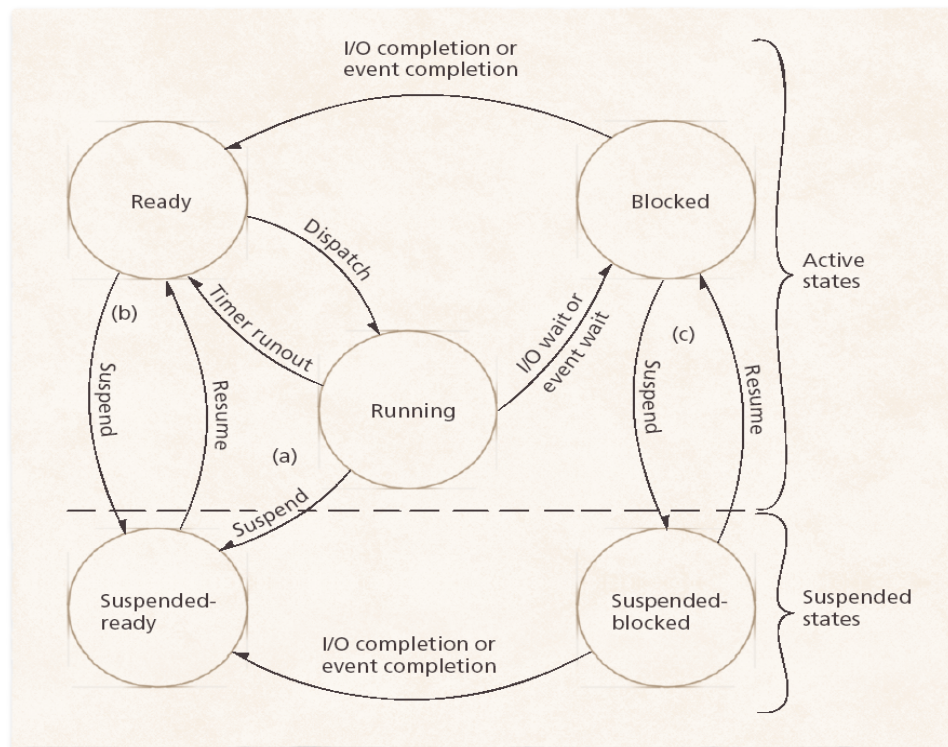 I/O completion or
event completion
Ready
Blocked
Dispatch
Active
states
(b)
Timer runout
I/O wait or
event wait
(c)
Suspend
Resume
Running
Suspend
Resume
(a)
Suspend
Suspended-
ready
Suspended-
blocked
Suspended
states
I/O completion or
event completion